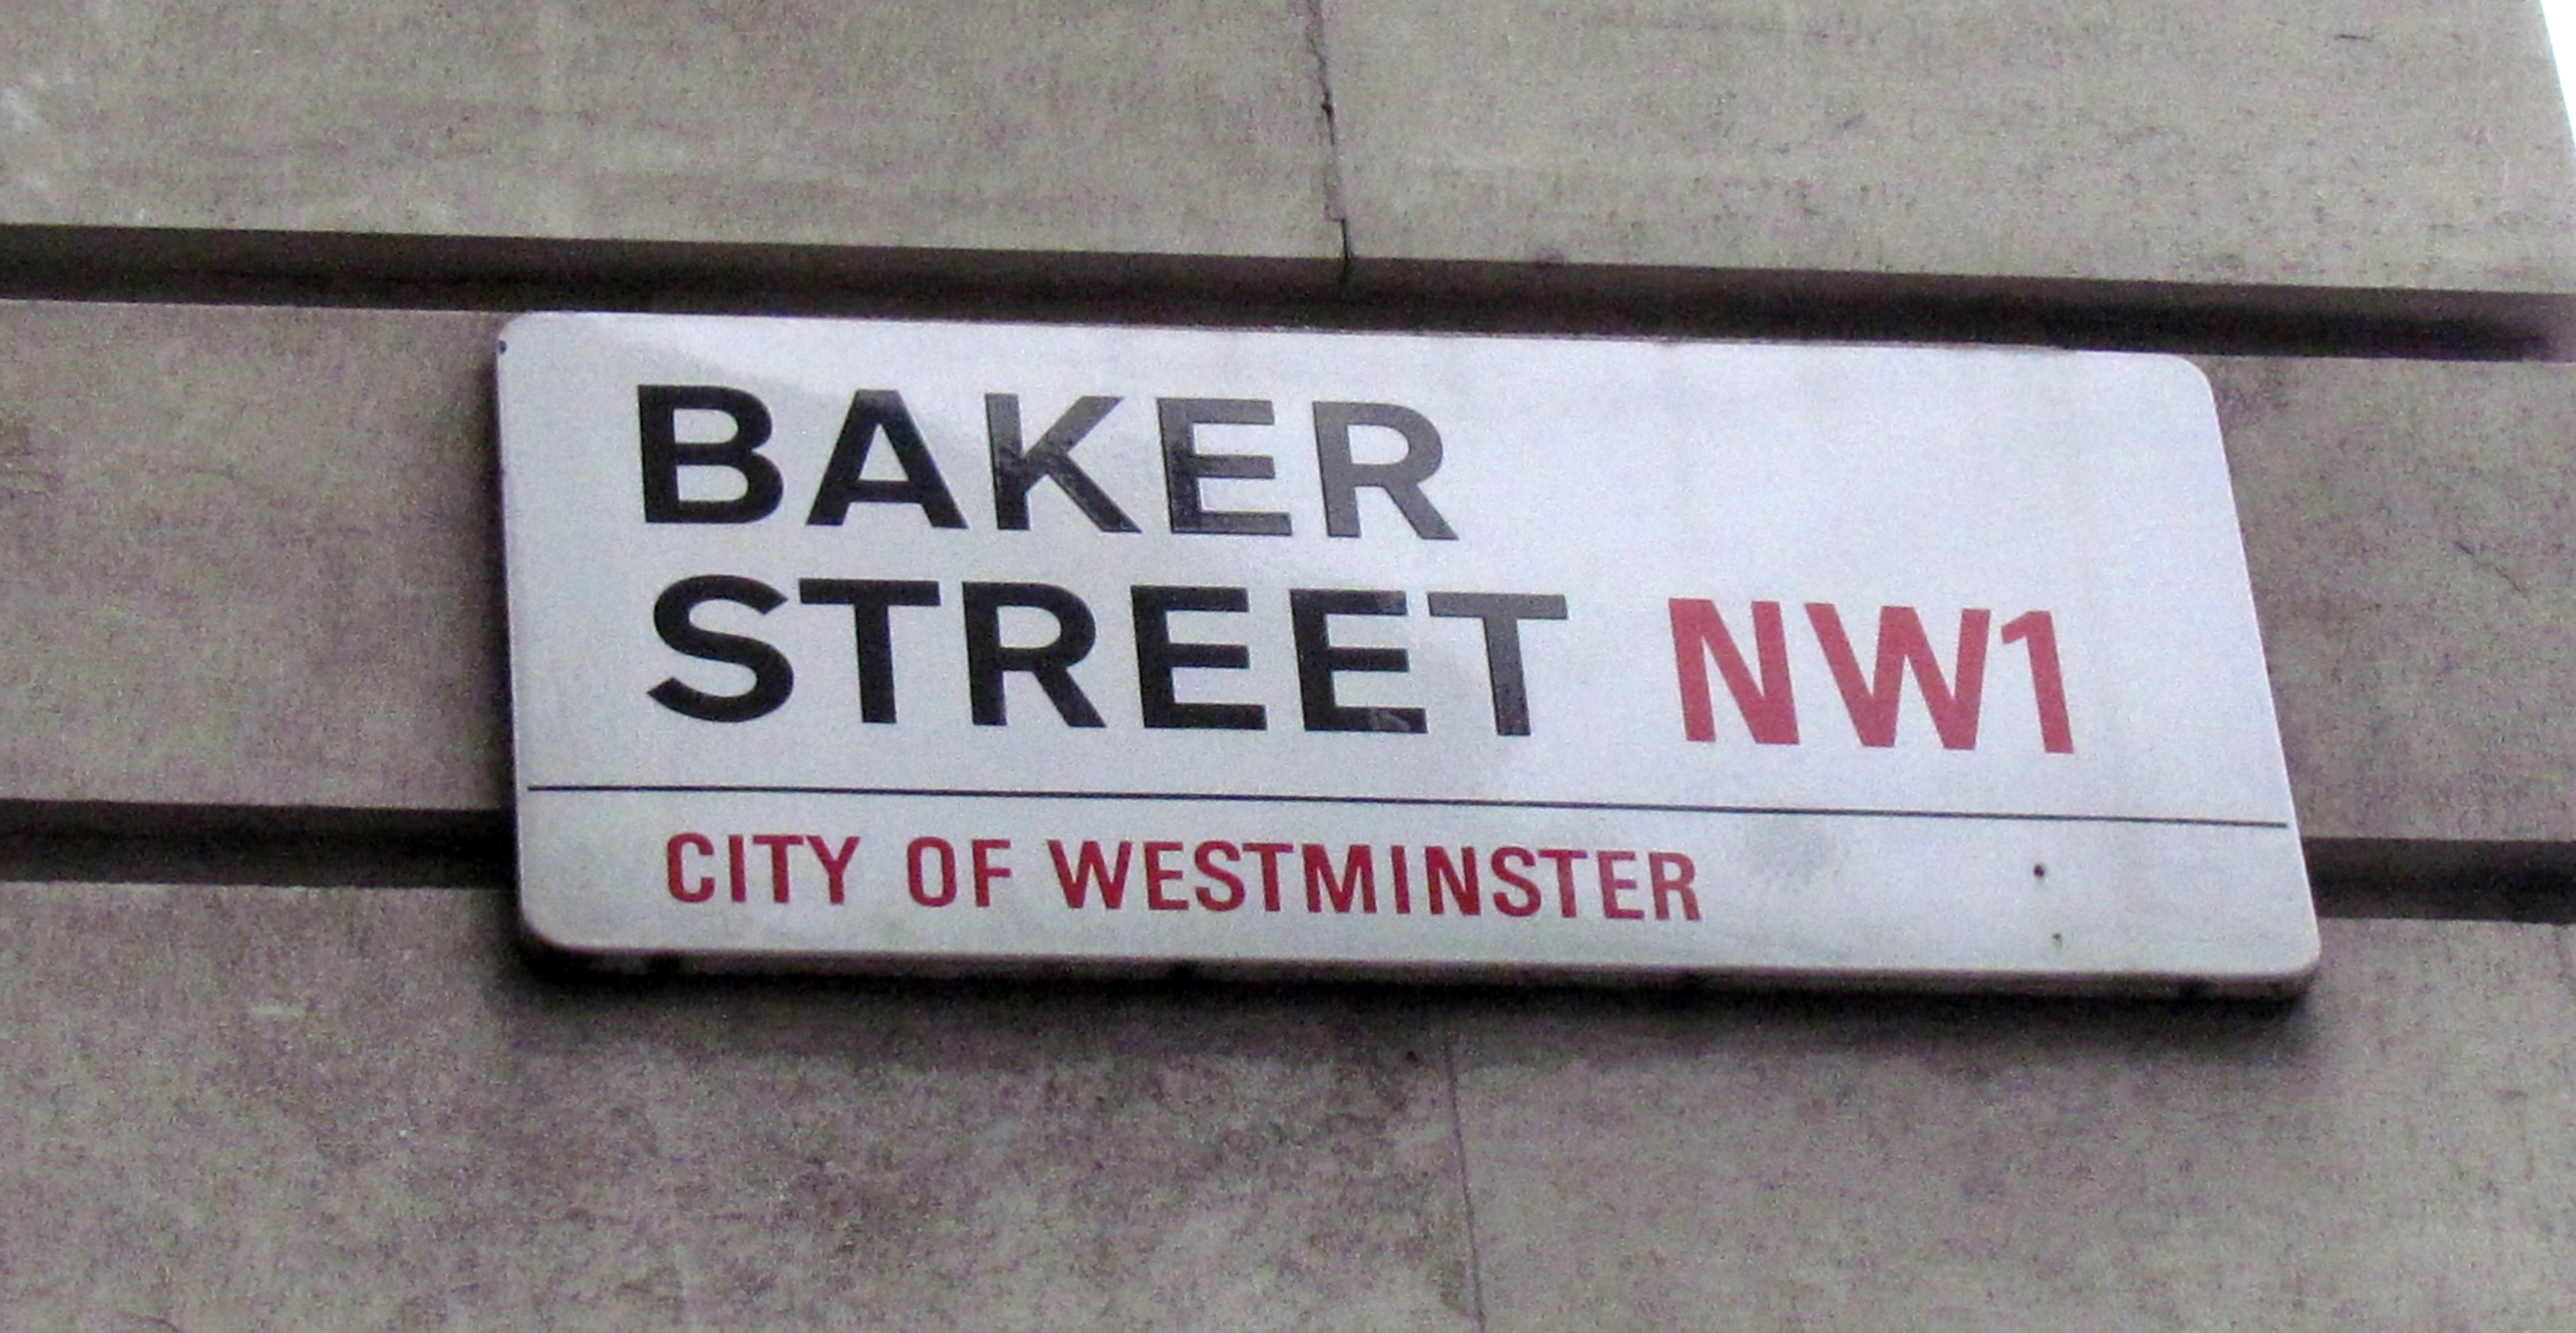 BAKER
STREET NW1
CITY OF WESTMINSTER